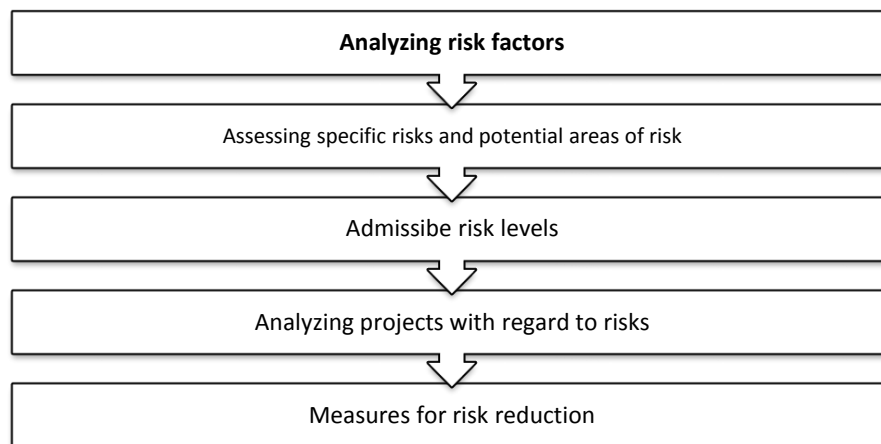 Analyzing risk factors
Assessing specific risks and potential areas of risk
Admissibe risk levels
Analyzing projects with regard to risks
Measures for risk reduction